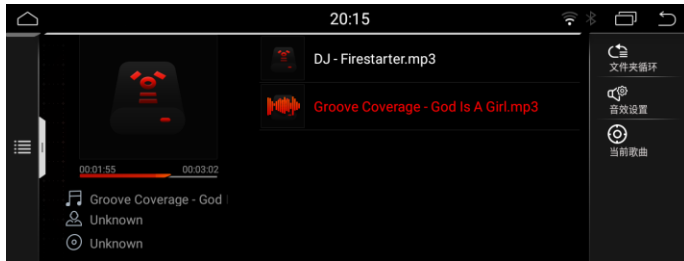 20:15
DJ - Firestarter.mp3
Groove Coverage - God Is A Girl.mp3
00:01:55 00:03:02
Groove Coverage - God
Unknown
Unknown
文件夹循环
音效设置
当前歌曲